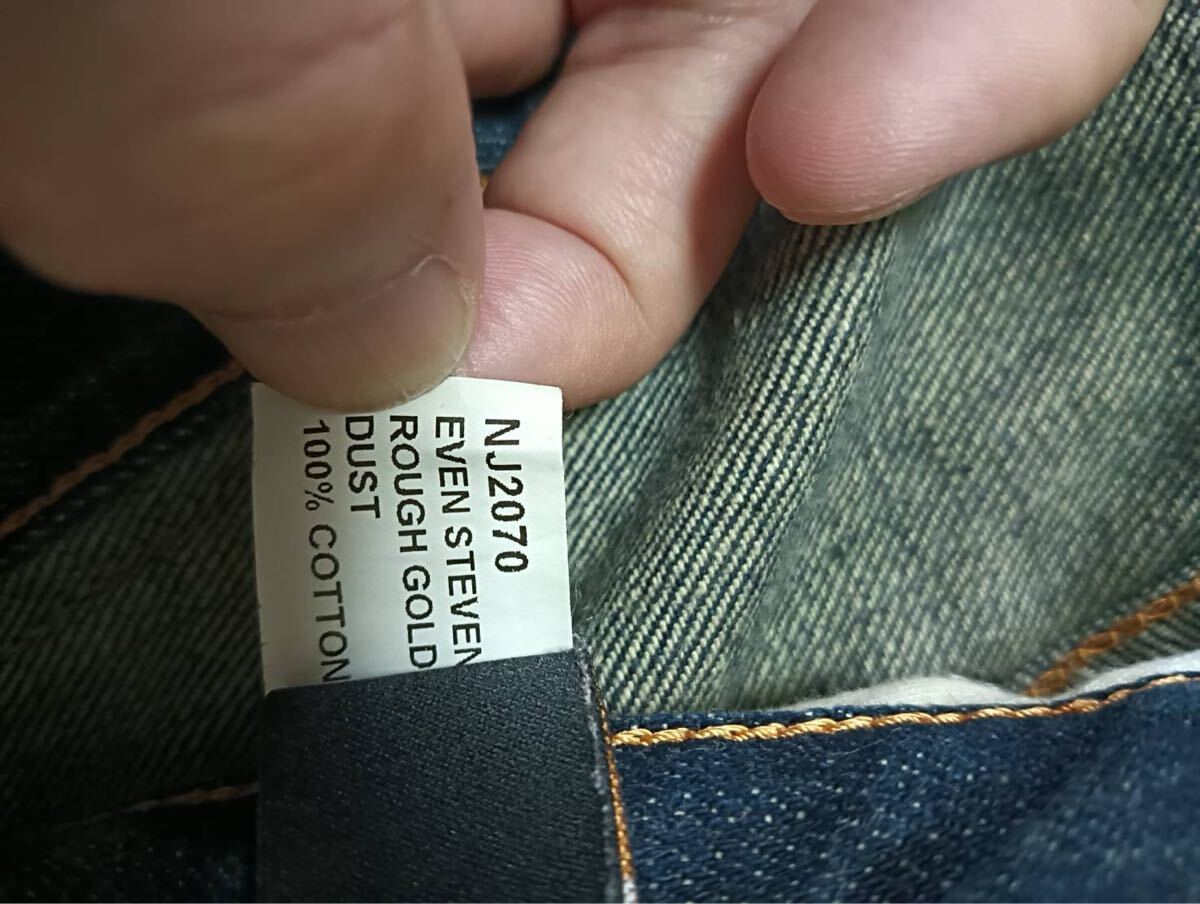 NJ2070
EVEN STEVEN
ROUGH GOLD
DUST
100% COTTON